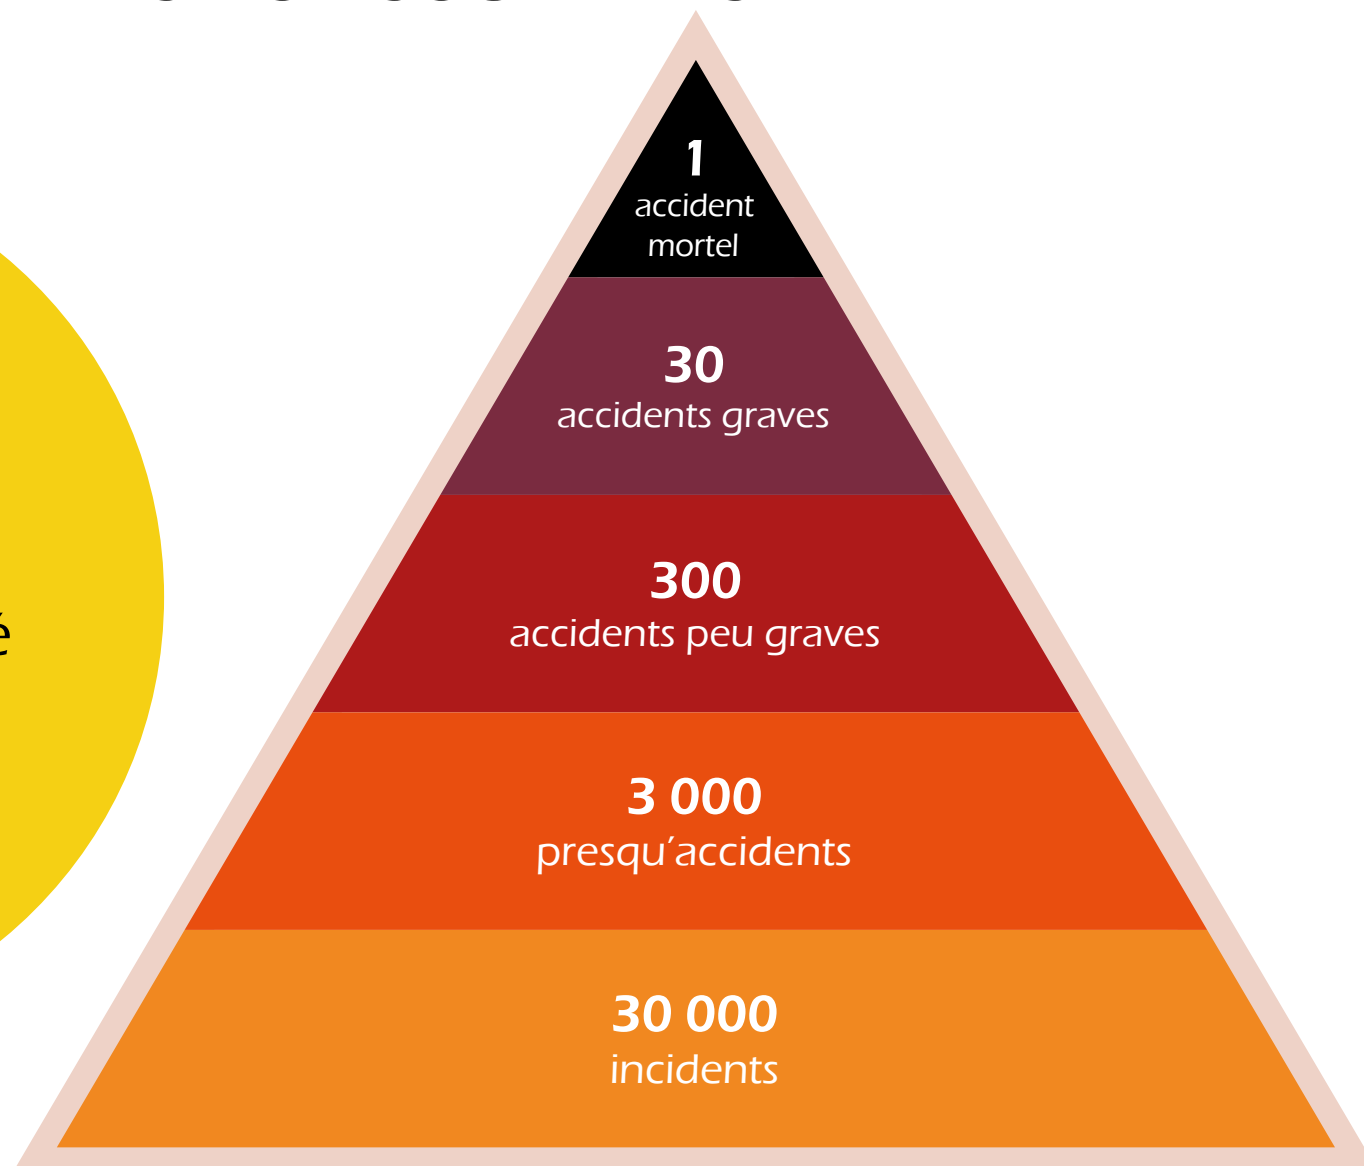 1
accident
mortel
30
accidents graves
300
accidents peu graves
3 000
presqu’accidents
30 000
incidents